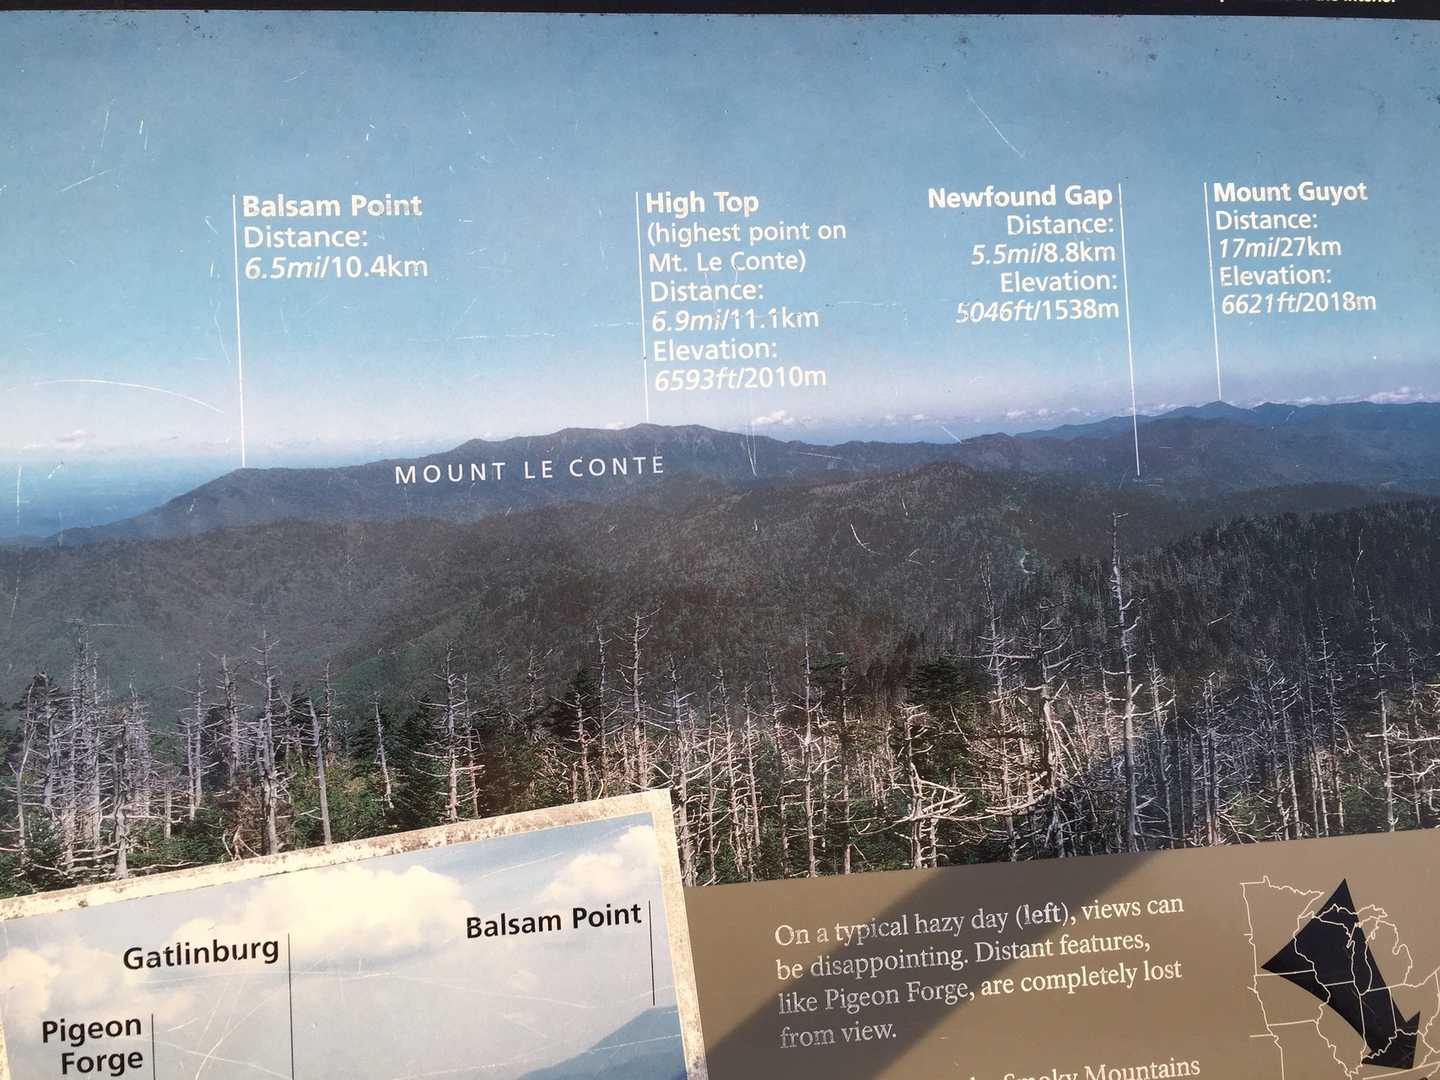 Balsam Point
Distance:
6.5mi/10.4km
High Top
(highest point on
Mt. Le Conte)
Distance:
6.9mi/11.1km
Elevation:
6593ft/2010m
Newfound Gap
Distance:
5.5mi/8.8km
Elevation:
5046ft/1538m
Mount Guyot
Distance:
17mi/27km
Elevation:
6621ft/2018m
MOUNT LE CONTE
Balsam Point
Gatlinburg
Pigeon
Forge
On a typical hazy day (left), views can
be disappointing. Distant features,
like Pigeon Forge, are completely lost
from view.
Smoky Mountains